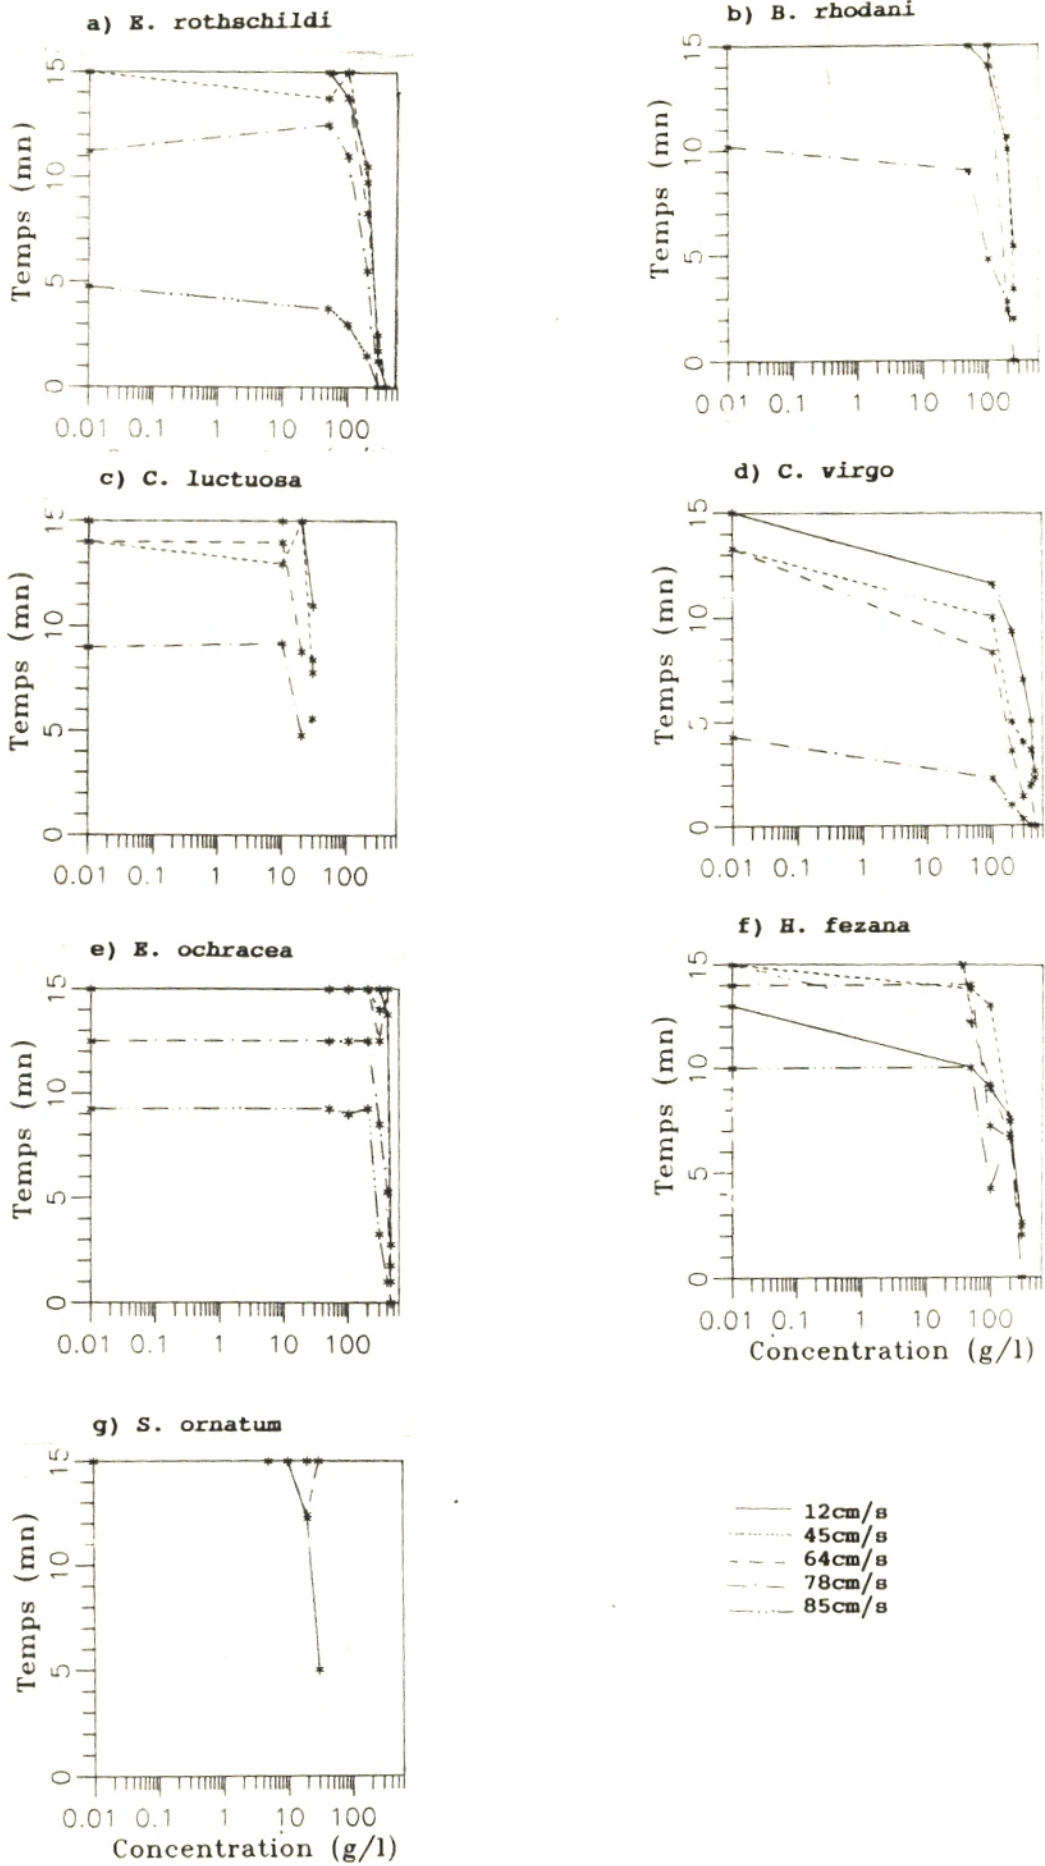 a) E. rothschildi
Temps (mn)
15
10
5
0
0.01 0.1 1 10 100
b) B. rhodani
Temps (mn)
15
10
5
0
0 01 0.1 1 10 100
c) C. luctuosa
Temps (mn)
15
10
5
0
0.01 0.1 1 10 100
d) C. virgo
Temps (mn)
15
10
5
0
0.01 0.1 1 10 100
e) E. ochracea
Temps (mn)
15
10
5
0
0.01 0.1 1 10 100
f) H. fezana
Temps (mn)
15
10
5
0
0.01 0.1 1 10 100
Concentration (g/l)
g) S. ornatum
Temps (mn)
15
10
5
0
0.01 0.1 1 10 100
Concentration (g/l)
12cm/s
45cm/s
64cm/s
78cm/s
85cm/s